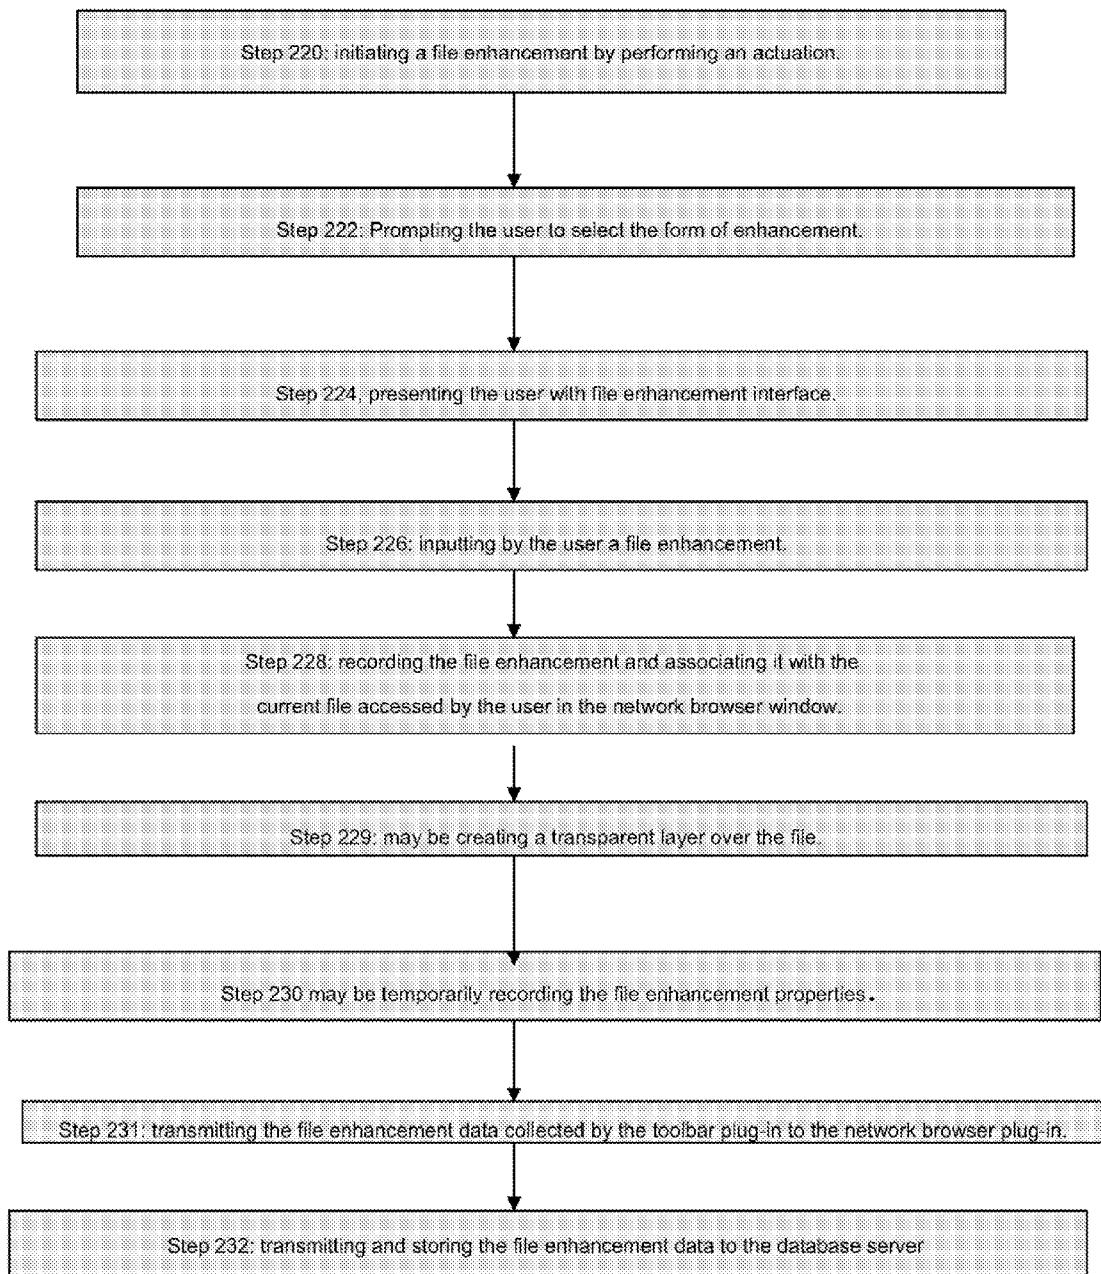 Step 220: initiating a file enhancement by performing an actuation.
Step 222: Prompting the user to select the form of enhancement.
Step 224, presenting the user with file enhancement interface.
Step 226: inputting by the user a file enhancement.
Step 228: recording the file enhancement and associating it with the
current file accessed by the user in the network browser window.
Step 229: may be creating a transparent layer over the file.
Step 230 may be temporarily recording the file enhancement properties.
Step 231: transmitting the file enhancement data collected by the toolbar plug-in to the network browser plug-in.
Step 232: transmitting and storing the file enhancement data to the database server